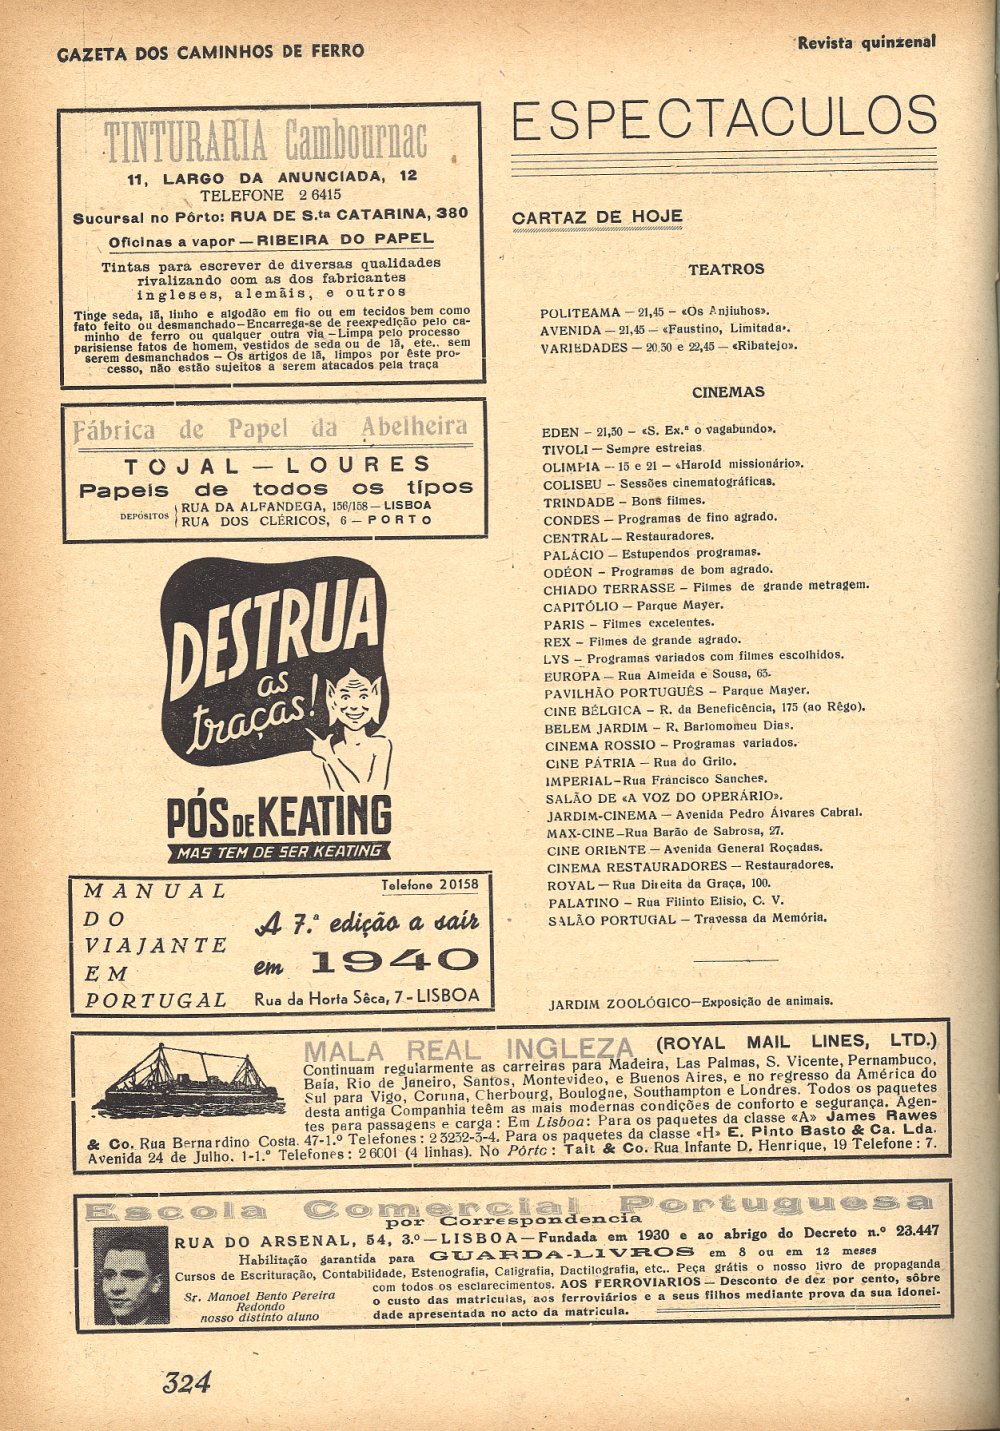 GAZETA DOS CAMINHOS DE FERRO
Revista quinzenal
TINTURARIA Cambournac
11, LARGO DA ANUNCIADA, 12
TELEFONE 2 6415
Sucursal no Pôrto: RUA DE S.ta CATARINA, 380
Oficinas a vapor — RIBEIRA DO PAPEL
Tintas para escrever de diversas qualidades
rivalizando com as dos fabricantes
ingleses, alemãis, e outros
Tinge seda, lã, linho e algodão em fio ou em tecidos bem como
fato feito ou desmanchado—Encarrega-se de reexpedição pelo ca-
minho de ferro ou qualquer outra via —Limpa pelo processo
parisiense fatos de homem, vestidos de seda ou de lã, etc.. sem
serem desmanchados — Os artigos de lã, limpos por êste pro-
cesso, não estão sujeitos a serem atacados pela traça
Fábrica de Papel da Abelheira
TOJAL — LOURES
Papeis de todos os tipos
DEPÓSITOS
RUA DA ALFANDEGA, 156/158 — LISBOA
RUA DOS CLÉRICOS, 6 — PORTO
DESTRUA
as
traças!
PÓS DE KEATING
MAS TEM DE SER KEATING
MANUAL
DO
VIAJANTE
EM
PORTUGAL
Telefone 20158
A 7.ª edição a saír
em 1940
Rua da Horta Sêca, 7 - LISBOA
ESPECTACULOS
CARTAZ DE HOJE
TEATROS
POLITEAMA — 21,45 — «Os Anjiuhos».
AVENIDA — 21,45 — «Faustino, Limitada».
VARIEDADES — 20,30 e 22,45 — «Ribatejo».
CINEMAS
EDEN — 21,30 — «S. Ex.ª o vagabundo».
TIVOLI — Sempre estreias
OLIMPIA — 15 e 21 — «Harold missionário».
COLISEU — Sessões cinematográficas.
TRINDADE — Bons filmes.
CONDES — Programas de fino agrado.
CENTRAL — Restauradores.
PALÁCIO — Estupendos programas.
ODÉON — Programas de bom agrado.
CHIADO TERRASSE — Filmes de grande metragem.
CAPITÓLIO — Parque Mayer.
PARIS — Filmes excelentes.
REX — Filmes de grande agrado.
LYS — Programas variados com filmes escolhidos.
EUROPA — Rua Almeida e Sousa, 63.
PAVILHÃO PORTUGUÊS — Parque Mayer.
CINE BÉLGICA — R. da Beneficência, 175 (ao Rêgo).
BELEM JARDIM — R. Barlomomeu Dias.
CINEMA ROSSIO — Programas variados.
CINE PÁTRIA — Rua do Grilo.
IMPERIAL—Rua Francisco Sanches.
SALÃO DE «A VOZ DO OPERÁRIO».
JARDIM-CINEMA — Avenida Pedro Álvares Cabral.
MAX-CINE—Rua Barão de Sabrosa, 27.
CINE ORIENTE — Avenida General Roçadas.
CINEMA RESTAURADORES — Restauradores.
ROYAL — Rua Direita da Graça, 100.
PALATINO — Rua Filinto Elisio, C. V.
SALÃO PORTUGAL — Travessa da Memória.
JARDIM ZOOLÓGICO—Exposição de animais.
MALA REAL INGLEZA (ROYAL MAIL LINES, LTD.)
Continuam regularmente as carreiras para Madeira, Las Palmas, S. Vicente, Pernambuco,
Baía, Rio de Janeiro, Santos, Montevideo, e Buenos Aires, e no regresso da América do
Sul para Vigo, Coruna, Cherbourg, Boulogne, Southampton e Londres. Todos os paquetes
desta antiga Companhia teêm as mais modernas condições de conforto e segurança. Agen-
tes para passagens e carga : Em Lisboa: Para os paquetes da classe «A» James Rawes
& Co. Rua Bernardino Costa. 47-1.º Telefones: 2 3232-3-4. Para os paquetes da classe «H» E. Pinto Basto & Ca. Lda.
Avenida 24 de Julho. 1-1.º Telefones: 2 6001 (4 linhas). No Pôrto: Tait & Co. Rua Infante D. Henrique, 19 Telefone: 7.
Escola Comercial Portuguesa
por Correspondencia
RUA DO ARSENAL, 54, 3.º — LISBOA — Fundada em 1930 e ao abrigo do Decreto n.º 23.447
Habilitação garantida para GUARDA-LIVROS em 8 ou em 12 meses
Cursos de Escrituração, Contabilidade, Estenografia, Caligrafia, Dactilografia, etc.. Peça grátis o nosso livro de propaganda
com todos os esclarecimentos. AOS FERROVIARIOS — Desconto de dez por cento, sôbre
o custo das matriculas, aos ferroviários e a seus filhos mediante prova da sua idonei-
dade apresentada no acto da matricula.
Sr. Manoel Bento Pereira
Redondo
nosso distinto aluno
324